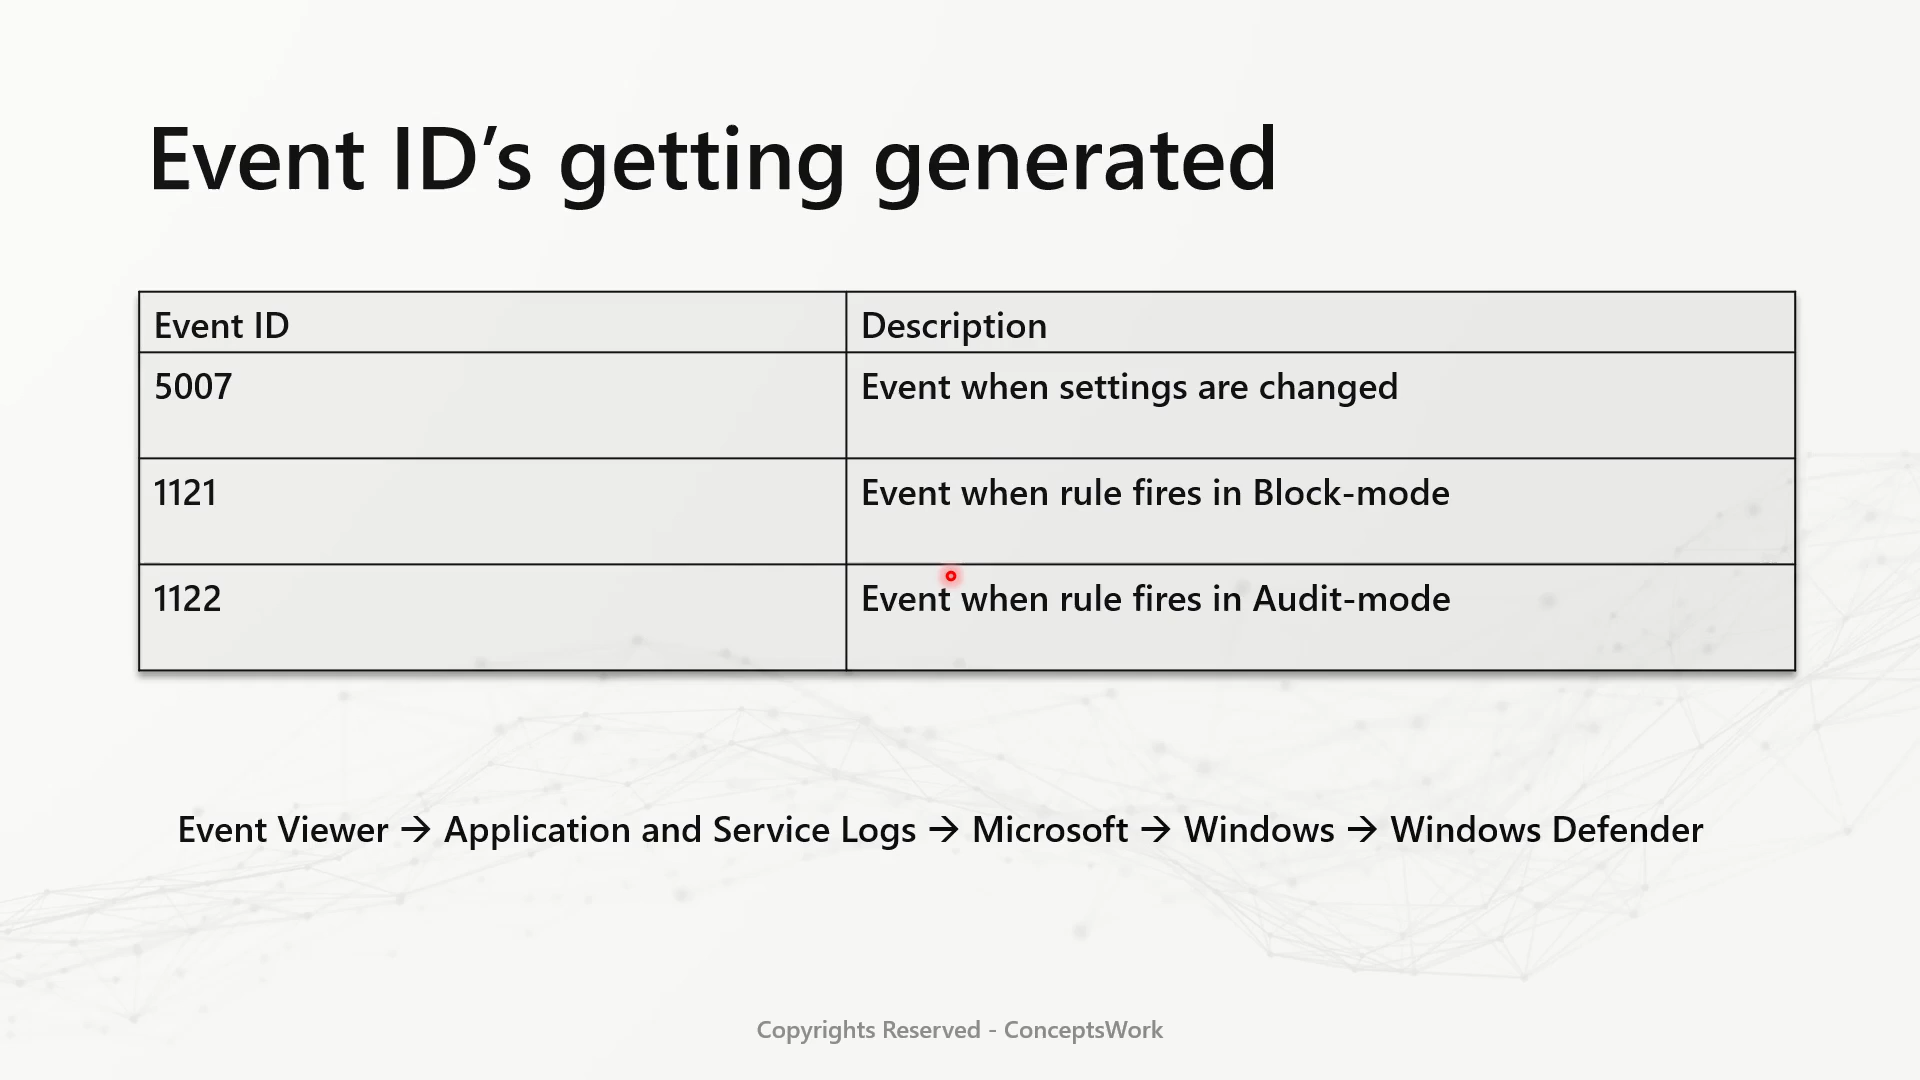 Event ID’s getting generated
Event ID Description
5007 Event when settings are changed
1121 Event when rule fires in Block-mode
1122 Event when rule fires in Audit-mode
Event Viewer → Application and Service Logs → Microsoft → Windows → Windows Defender
Copyrights Reserved - ConceptsWork